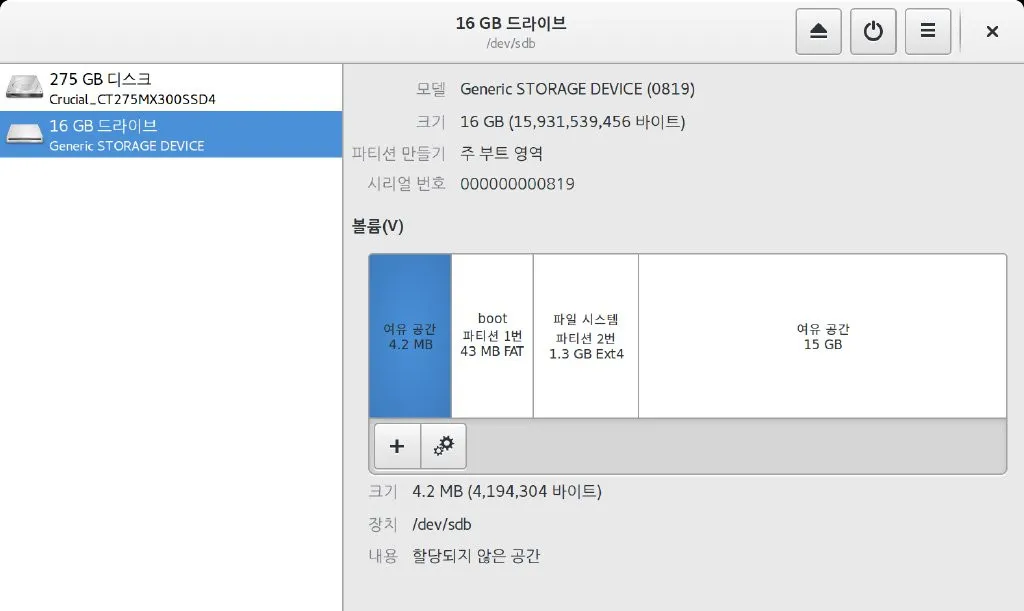 16 GB 드라이브
/dev/sdb
275 GB 디스크
Crucial_CT275MX300SSD4
16 GB 드라이브
Generic STORAGE DEVICE
모델 Generic STORAGE DEVICE (0819)
크기 16 GB (15,931,539,456 바이트)
파티션 만들기 주 부트 영역
시리얼 번호 000000000819
볼륨(V)
여유 공간
4.2 MB
boot
파티션 1번
43 MB FAT
파일 시스템
파티션 2번
1.3 GB Ext4
여유 공간
15 GB
크기 4.2 MB (4,194,304 바이트)
장치 /dev/sdb
내용 할당되지 않은 공간